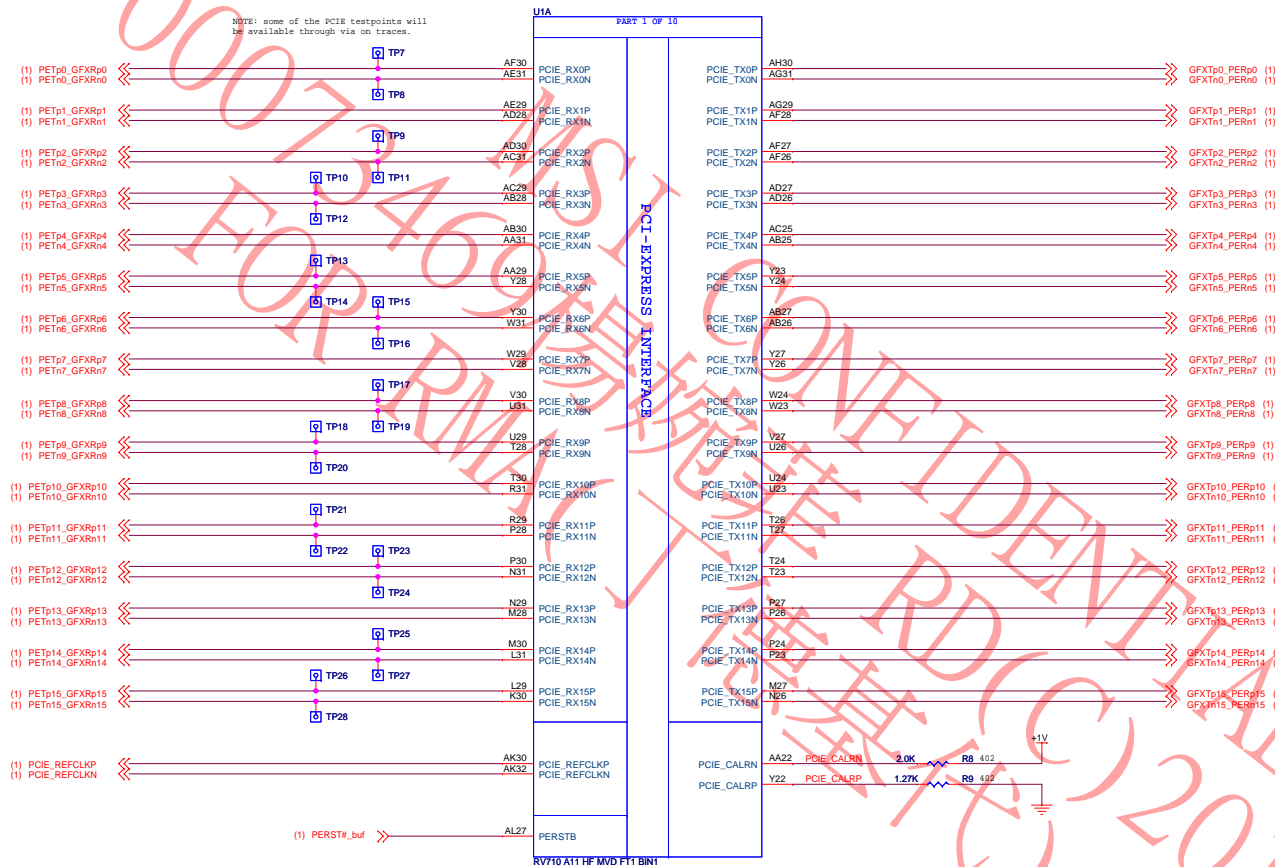 U1A
NOTE: some of the PCIE testpoints will
be available through via on traces.
PART 1 OF 10
PCI-EXPRESS INTERFACE
TP7
(1) PETp0_GFXRp0 AF30 PCIE_RX0P PCIE_TX0P AH30 GFXTp0_PERp0 (1)
(1) PETn0_GFXRn0 AE31 PCIE_RX0N PCIE_TX0N AG31 GFXTn0_PERn0 (1)
TP8
(1) PETp1_GFXRp1 AE29 PCIE_RX1P PCIE_TX1P AG29 GFXTp1_PERp1 (1)
(1) PETn1_GFXRn1 AD28 PCIE_RX1N PCIE_TX1N AF28 GFXTn1_PERn1 (1)
TP9
(1) PETp2_GFXRp2 AD30 PCIE_RX2P PCIE_TX2P AF27 GFXTp2_PERp2 (1)
(1) PETn2_GFXRn2 AC31 PCIE_RX2N PCIE_TX2N AF26 GFXTn2_PERn2 (1)
TP10 TP11
(1) PETp3_GFXRp3 AC29 PCIE_RX3P PCIE_TX3P AD27 GFXTp3_PERp3 (1)
(1) PETn3_GFXRn3 AB28 PCIE_RX3N PCIE_TX3N AD26 GFXTn3_PERn3 (1)
TP12
(1) PETp4_GFXRp4 AB30 PCIE_RX4P PCIE_TX4P AC25 GFXTp4_PERp4 (1)
(1) PETn4_GFXRn4 AA31 PCIE_RX4N PCIE_TX4N AB25 GFXTn4_PERn4 (1)
TP13
(1) PETp5_GFXRp5 AA29 PCIE_RX5P PCIE_TX5P Y23 GFXTp5_PERp5 (1)
(1) PETn5_GFXRn5 Y28 PCIE_RX5N PCIE_TX5N Y24 GFXTn5_PERn5 (1)
TP14 TP15
(1) PETp6_GFXRp6 Y30 PCIE_RX6P PCIE_TX6P AB27 GFXTp6_PERp6 (1)
(1) PETn6_GFXRn6 W31 PCIE_RX6N PCIE_TX6N AB26 GFXTn6_PERn6 (1)
TP16
(1) PETp7_GFXRp7 W29 PCIE_RX7P PCIE_TX7P Y27 GFXTp7_PERp7 (1)
(1) PETn7_GFXRn7 V28 PCIE_RX7N PCIE_TX7N Y26 GFXTn7_PERn7 (1)
TP17
(1) PETp8_GFXRp8 V30 PCIE_RX8P PCIE_TX8P W24 GFXTp8_PERp8 (1)
(1) PETn8_GFXRn8 U31 PCIE_RX8N PCIE_TX8N W23 GFXTn8_PERn8 (1)
TP18 TP19
(1) PETp9_GFXRp9 U29 PCIE_RX9P PCIE_TX9P V27 GFXTp9_PERp9 (1)
(1) PETn9_GFXRn9 T28 PCIE_RX9N PCIE_TX9N U26 GFXTn9_PERn9 (1)
TP20
(1) PETp10_GFXRp10 T30 PCIE_RX10P PCIE_TX10P U24 GFXTp10_PERp10 (
(1) PETn10_GFXRn10 R31 PCIE_RX10N PCIE_TX10N U23 GFXTn10_PERn10 (
TP21
(1) PETp11_GFXRp11 R29 PCIE_RX11P PCIE_TX11P T26 GFXTp11_PERp11 (
(1) PETn11_GFXRn11 P28 PCIE_RX11N PCIE_TX11N T27 GFXTn11_PERn11 (
TP22 TP23
(1) PETp12_GFXRp12 P30 PCIE_RX12P PCIE_TX12P T24 GFXTp12_PERp12 (
(1) PETn12_GFXRn12 N31 PCIE_RX12N PCIE_TX12N T23 GFXTn12_PERn12 (
TP24
(1) PETp13_GFXRp13 N29 PCIE_RX13P PCIE_TX13P P27 GFXTp13_PERp13 (
(1) PETn13_GFXRn13 M28 PCIE_RX13N PCIE_TX13N P26 GFXTn13_PERn13 (
TP25
(1) PETp14_GFXRp14 M30 PCIE_RX14P PCIE_TX14P P24 GFXTp14_PERp14 (
(1) PETn14_GFXRn14 L31 PCIE_RX14N PCIE_TX14N P23 GFXTn14_PERn14
TP26 TP27
(1) PETp15_GFXRp15 L29 PCIE_RX15P PCIE_TX15P M27 GFXTp15_PERp15 (
(1) PETn15_GFXRn15 K30 PCIE_RX15N PCIE_TX15N N26 GFXTn15_PERn15 (
TP28
+1V
(1) PCIE_REFCLKP AK30 PCIE_REFCLKP PCIE_CALRN AA22 PCIE_CALRN 2.0K R8 402
(1) PCIE_REFCLKN AK32 PCIE_REFCLKN
PCIE_CALRP Y22 PCIE_CALRP 1.27K R9 402
(1) PERST#_buf AL27 PERSTB
RV710 A11 HF MVD FT1 BIN1
MSI CONFIDENTIAL
00073469楊婉菲 RD(C)20
FOR RMA(丁德基代)